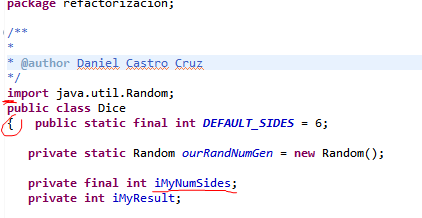 package refactorizacion;
/**
*
* @author Daniel Castro Cruz
*/
import java.util.Random;
public class Dice
{   public static final int DEFAULT_SIDES = 6;
private static Random ourRandNumGen = new Random();
private final int iMyNumSides;
private int iMyResult;